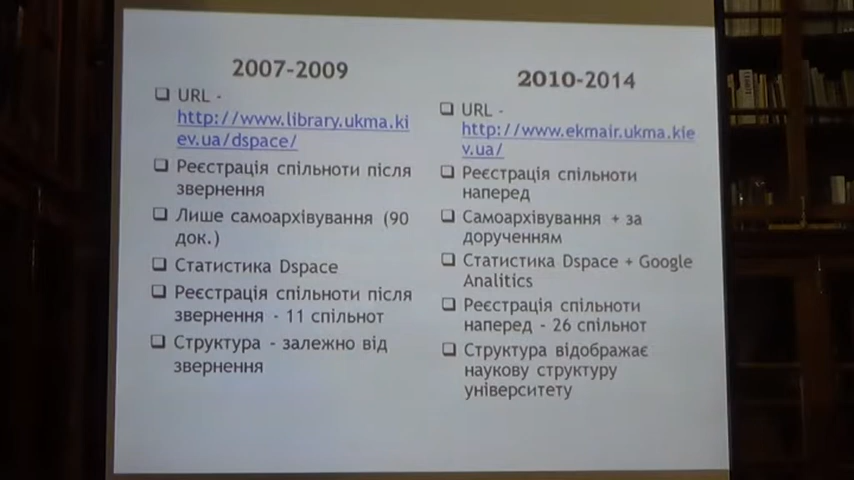 2007-2009
❑ URL -
http://www.library.ukma.ki
ev.ua/dspace/
❑ Реєстрація спільноти після
звернення
❑ Лише самоархівування (90
док.)
❑ Статистика Dspace
❑ Реєстрація спільноти після
звернення - 11 спільнот
❑ Структура - залежно від
звернення
2010-2014
❑ URL -
http://www.ekmair.ukma.kie
v.ua/
❑ Реєстрація спільноти
наперед
❑ Самоархівування + за
дорученням
❑ Статистика Dspace + Google
Analitics
❑ Реєстрація спільноти
наперед - 26 спільнот
❑ Структура відображає
наукову структуру
університету